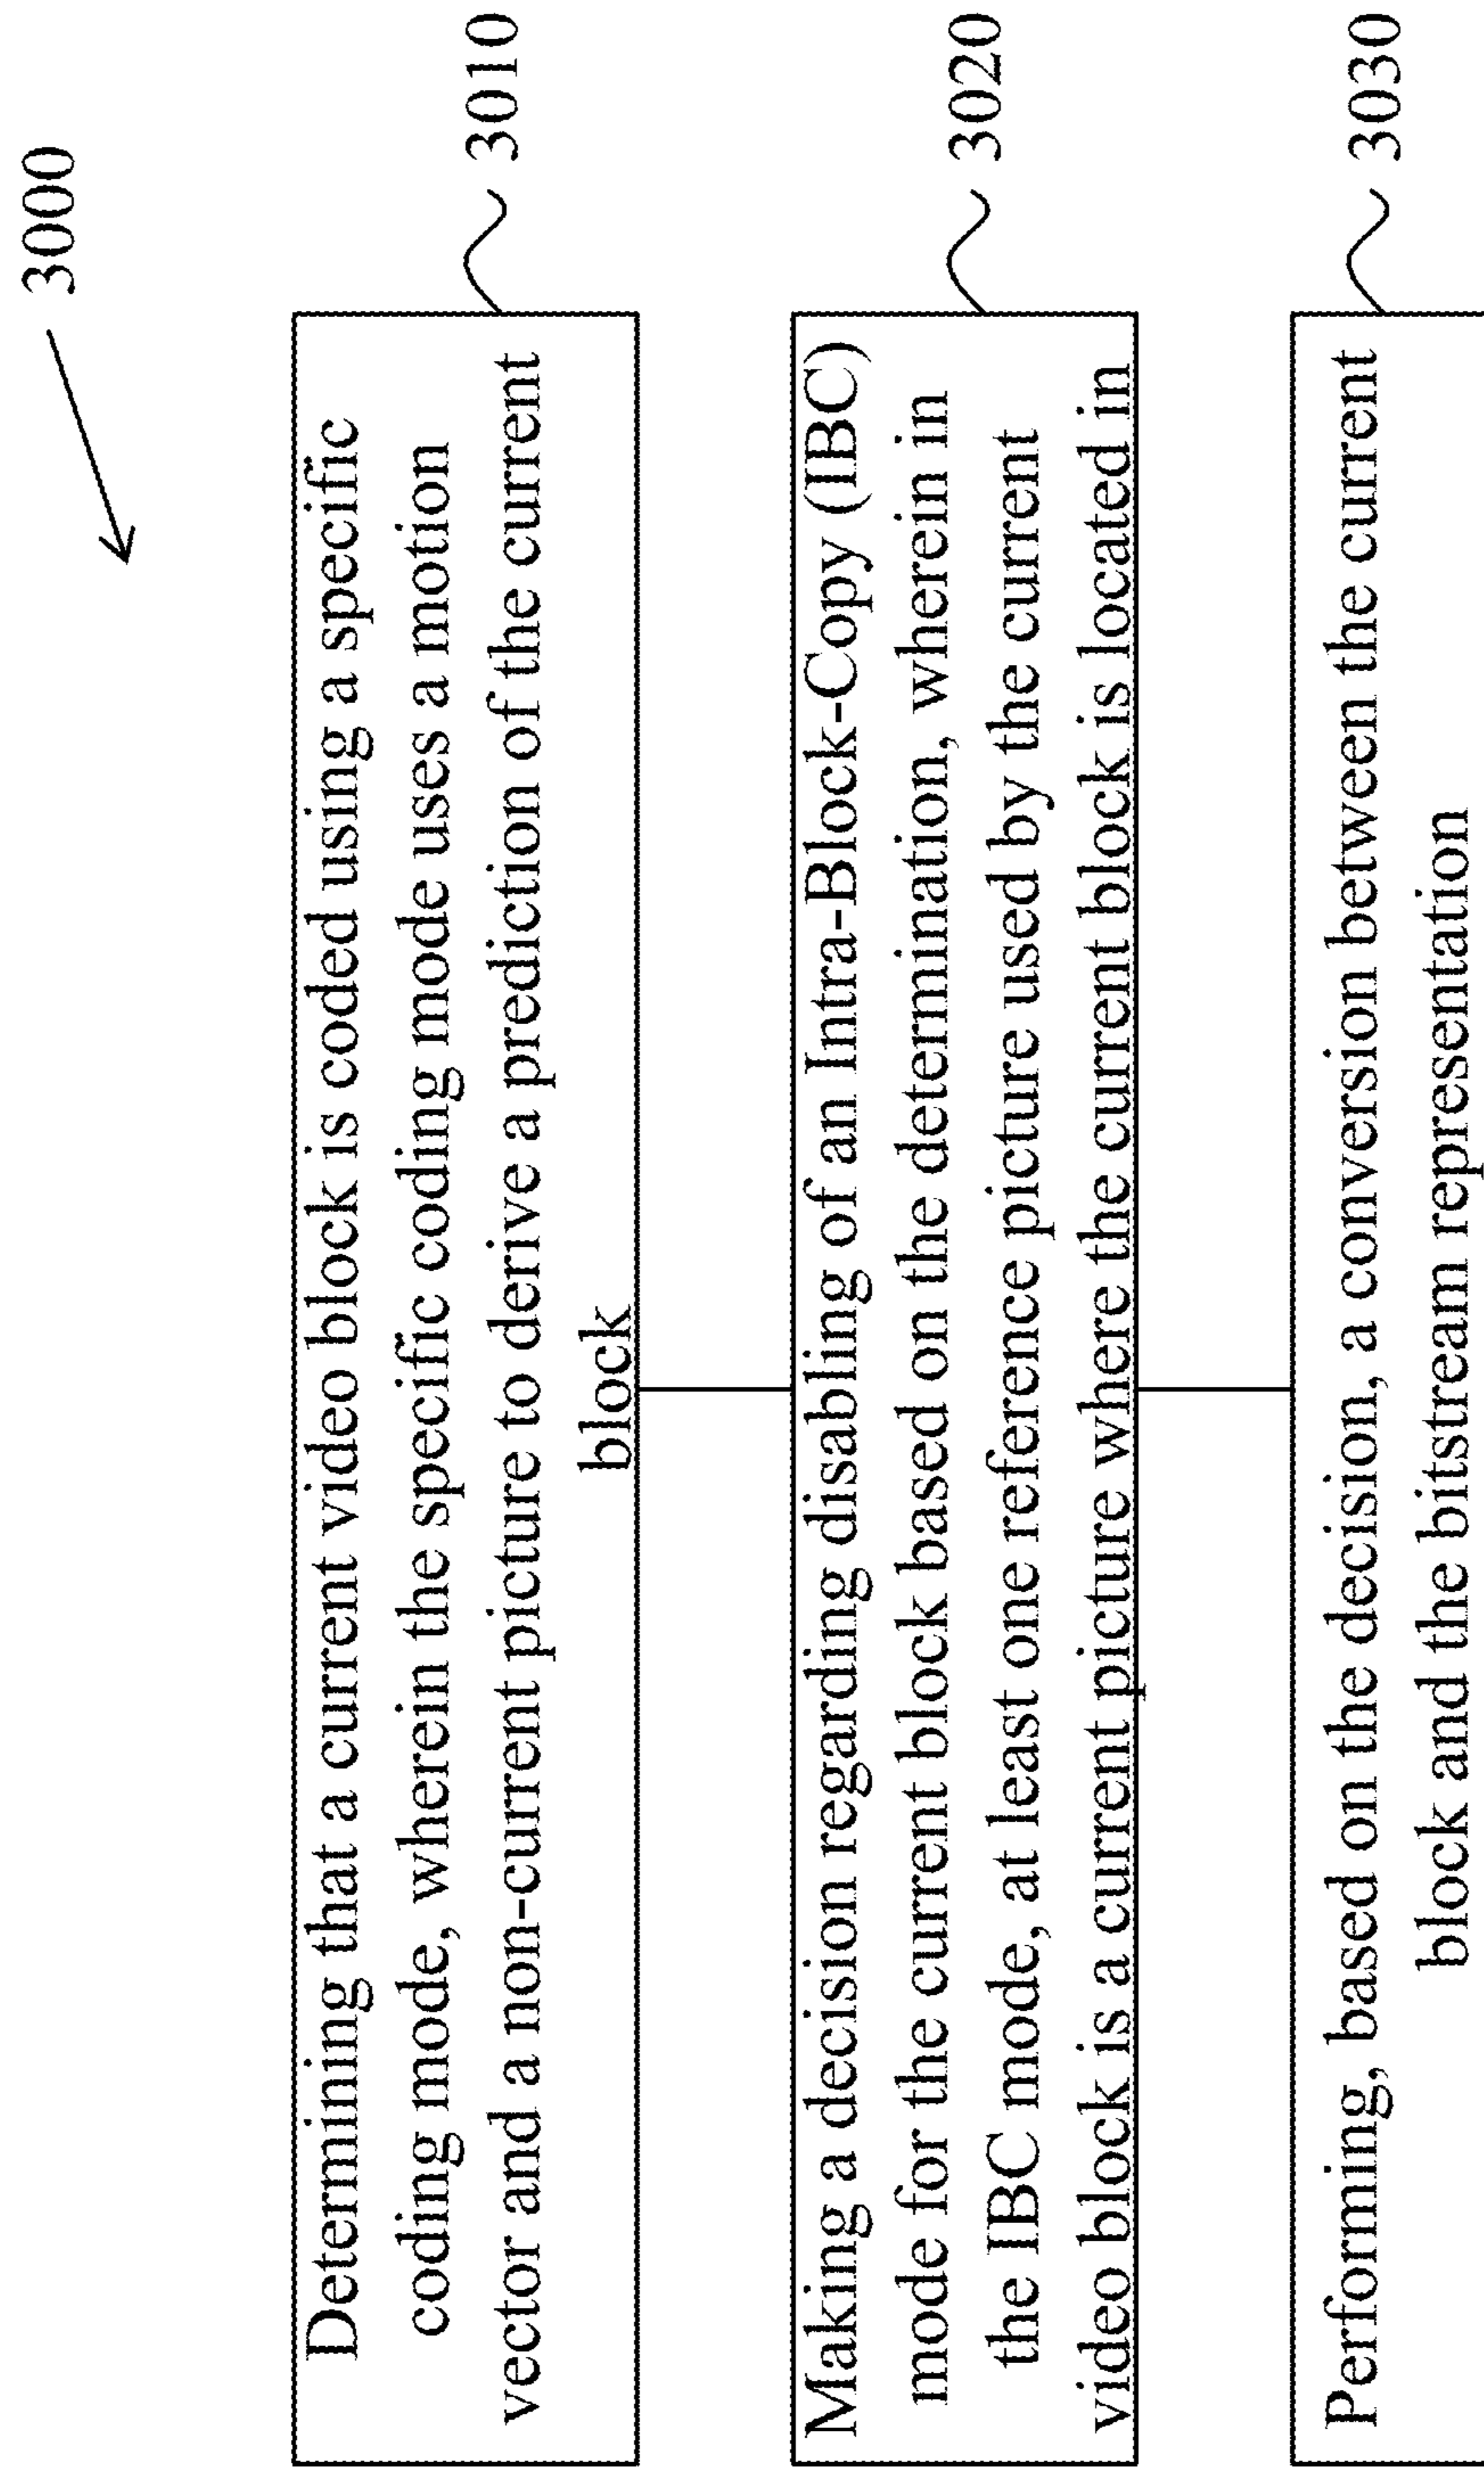 3000
Determining that a current video block is coded using a specific
coding mode, wherein the specific coding mode uses a motion
vector and a non-current picture to derive a prediction of the current
block
3010
Making a decision regarding disabling of an Intra-Block-Copy (IBC)
mode for the current block based on the determination, wherein in
the IBC mode, at least one reference picture used by the current
video block is a current picture where the current block is located in
3020
Performing, based on the decision, a conversion between the current
block and the bitstream representation
3030